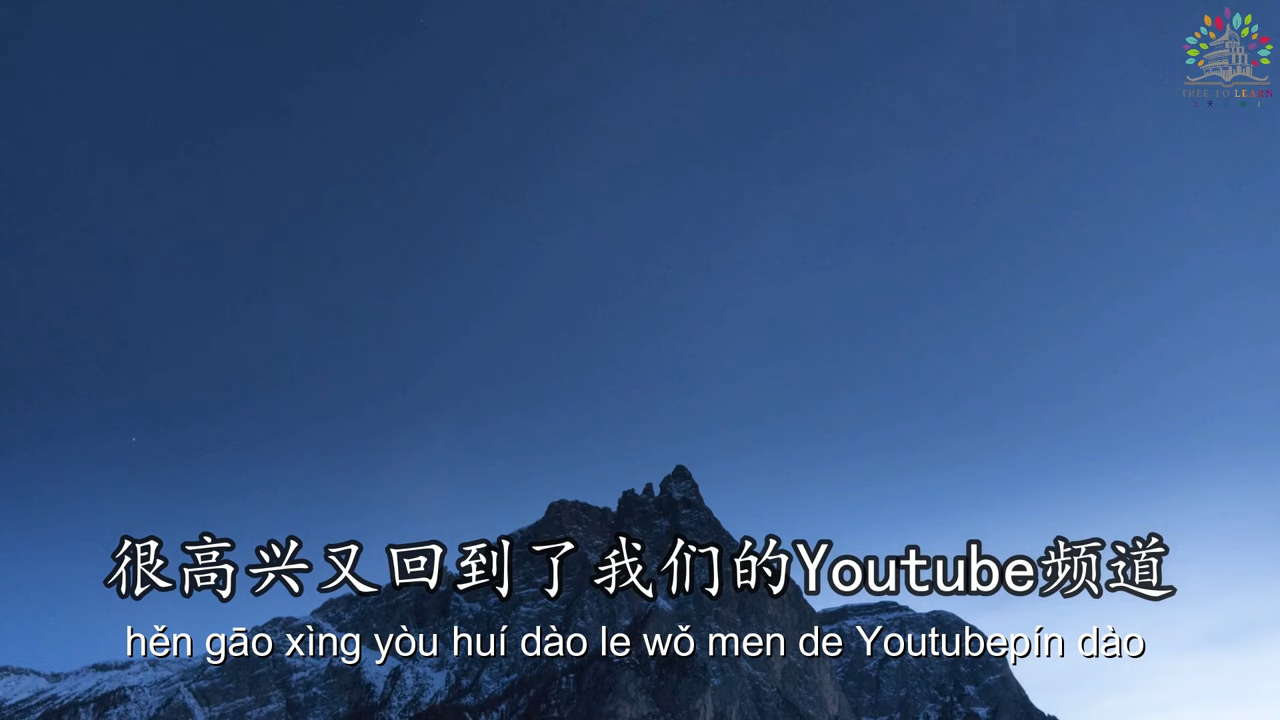 TREE TO LEARN
很高兴又回到了我们的Youtube频道
hěn gāo xìng yòu huí dào le wǒ men de Youtubepín dào